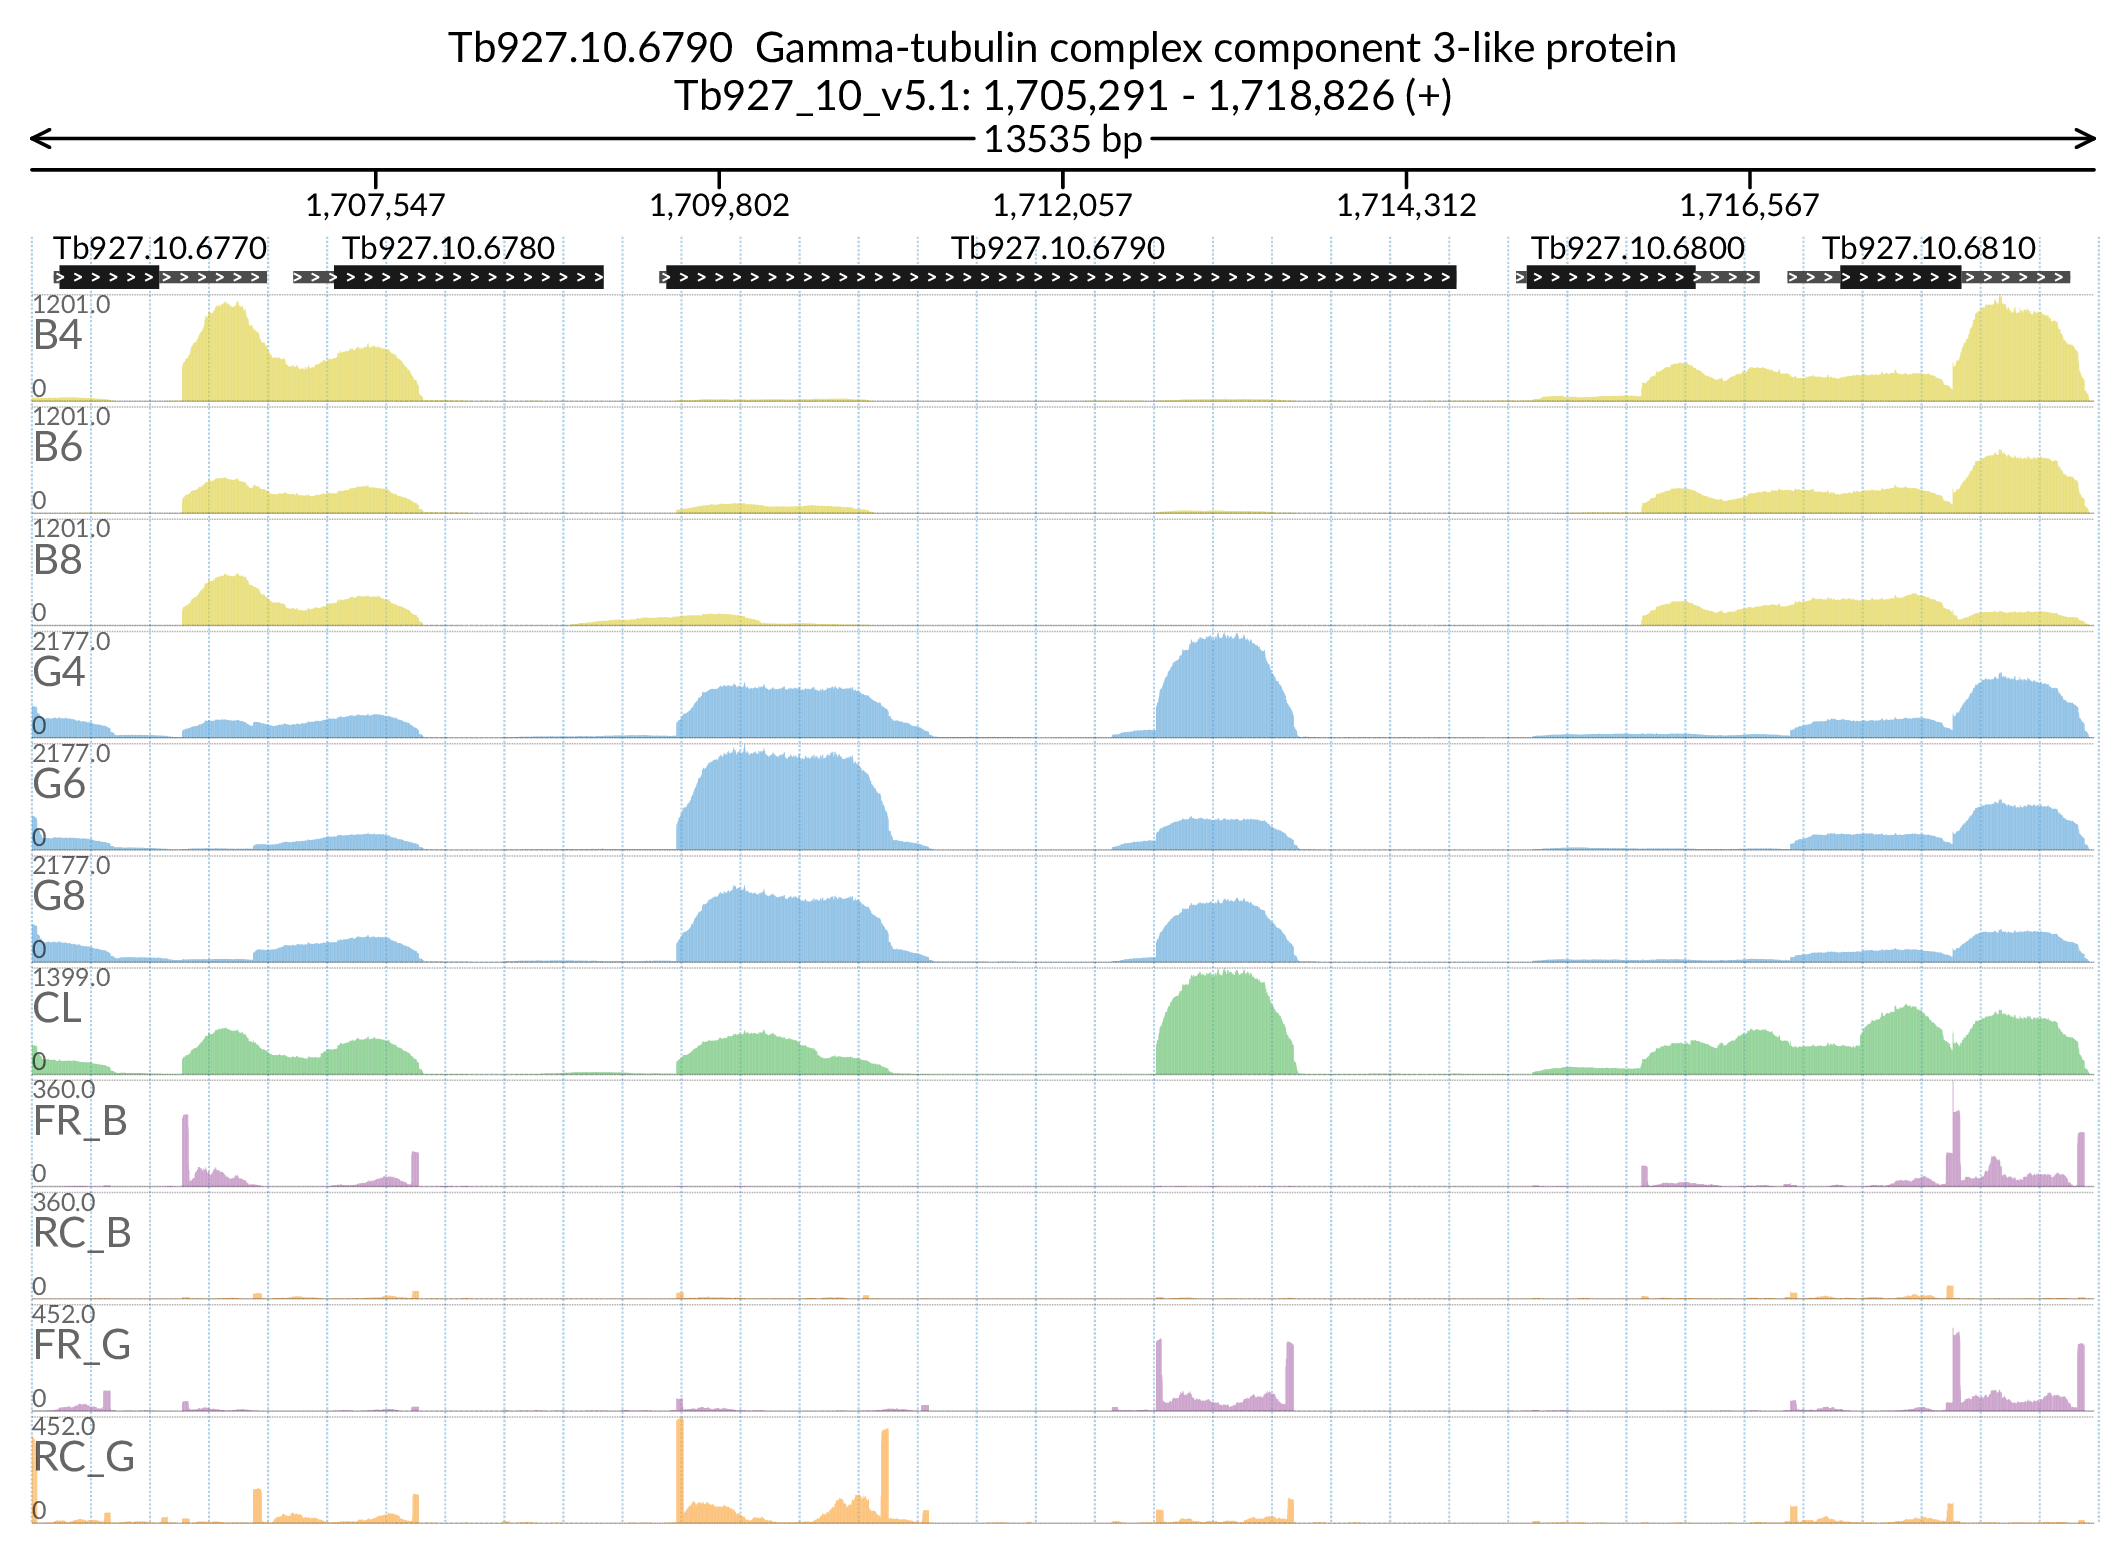 Tb927.10.6790  Gamma-tubulin complex component 3-like protein
Tb927_10_v5.1: 1,705,291 - 1,718,826 (+)
13535 bp
1,707,547 1,709,802 1,712,057 1,714,312 1,716,567
Tb927.10.6770 Tb927.10.6780 Tb927.10.6790 Tb927.10.6800 Tb927.10.6810
1201.0
B4
0
1201.0
B6
0
1201.0
B8
0
2177.0
G4
0
2177.0
G6
0
2177.0
G8
0
1399.0
CL
0
360.0
FR_B
0
360.0
RC_B
0
452.0
FR_G
0
452.0
RC_G
0